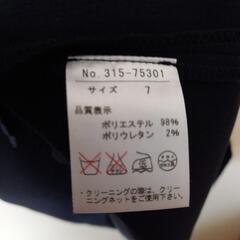 No.315-75301
サイズ 7
品質表示
ポリエステル 98%
ポリウレタン 2%
・クリーニングの際は、クリー
ニングネットをご使用下さい。